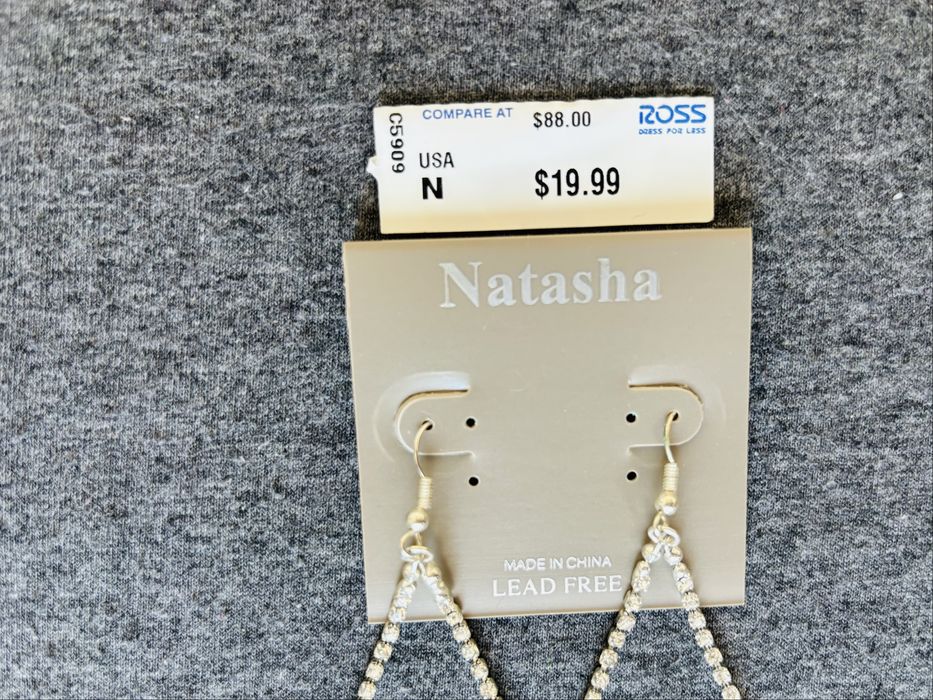 C5909
COMPARE AT $88.00
ROSS
DRESS FOR LESS
USA
N $19.99
Natasha
MADE IN CHINA
LEAD FREE